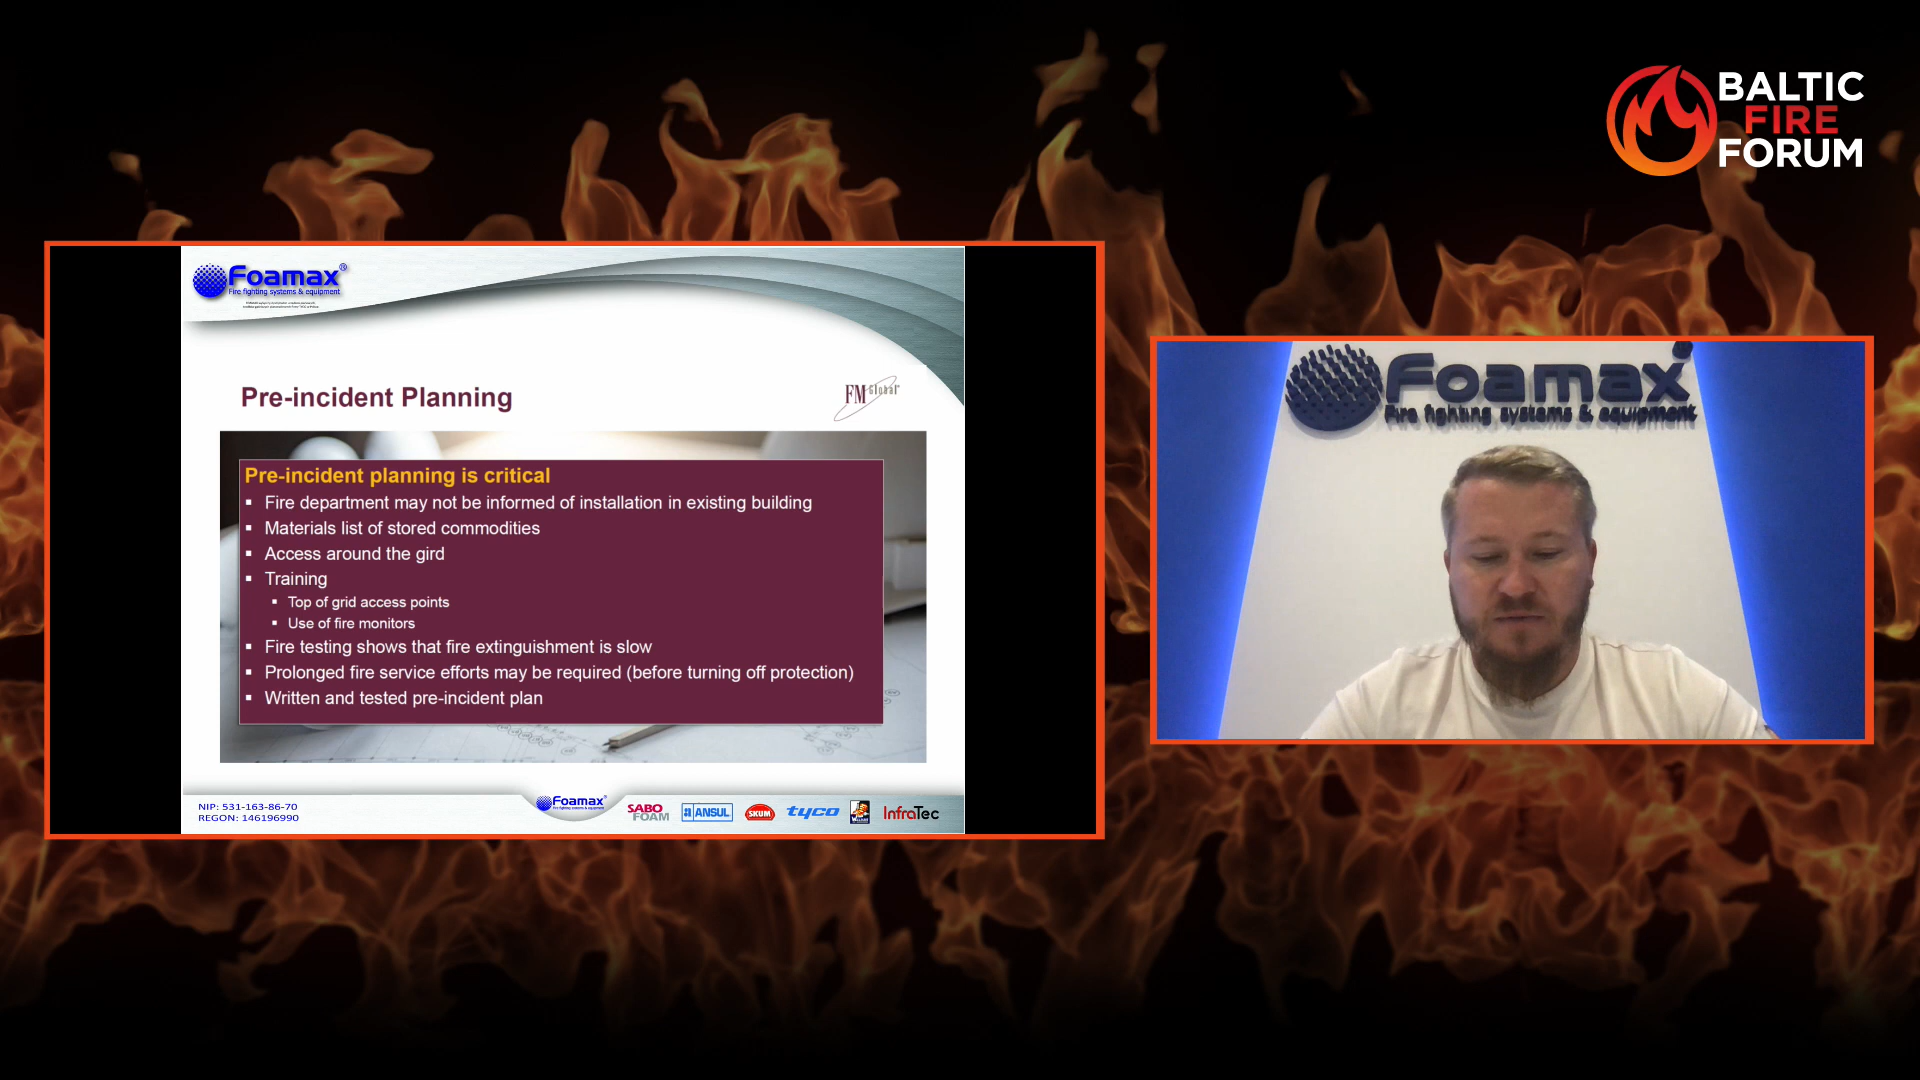 BALTIC
FIRE
FORUM
Foamax®
Fire fighting systems & equipment
Pre-incident Planning
FM Global
Pre-incident planning is critical
▪ Fire department may not be informed of installation in existing building
▪ Materials list of stored commodities
▪ Access around the gird
▪ Training
▪ Top of grid access points
▪ Use of fire monitors
▪ Fire testing shows that fire extinguishment is slow
▪ Prolonged fire service efforts may be required (before turning off protection)
▪ Written and tested pre-incident plan
NIP: 531-163-86-70
REGON: 146196990
Foamax®
Fire fighting systems & equipment
SABO
FOAM
ANSUL
SKUM
tyco
InfraTec
Foamax
Fire fighting systems & equipment